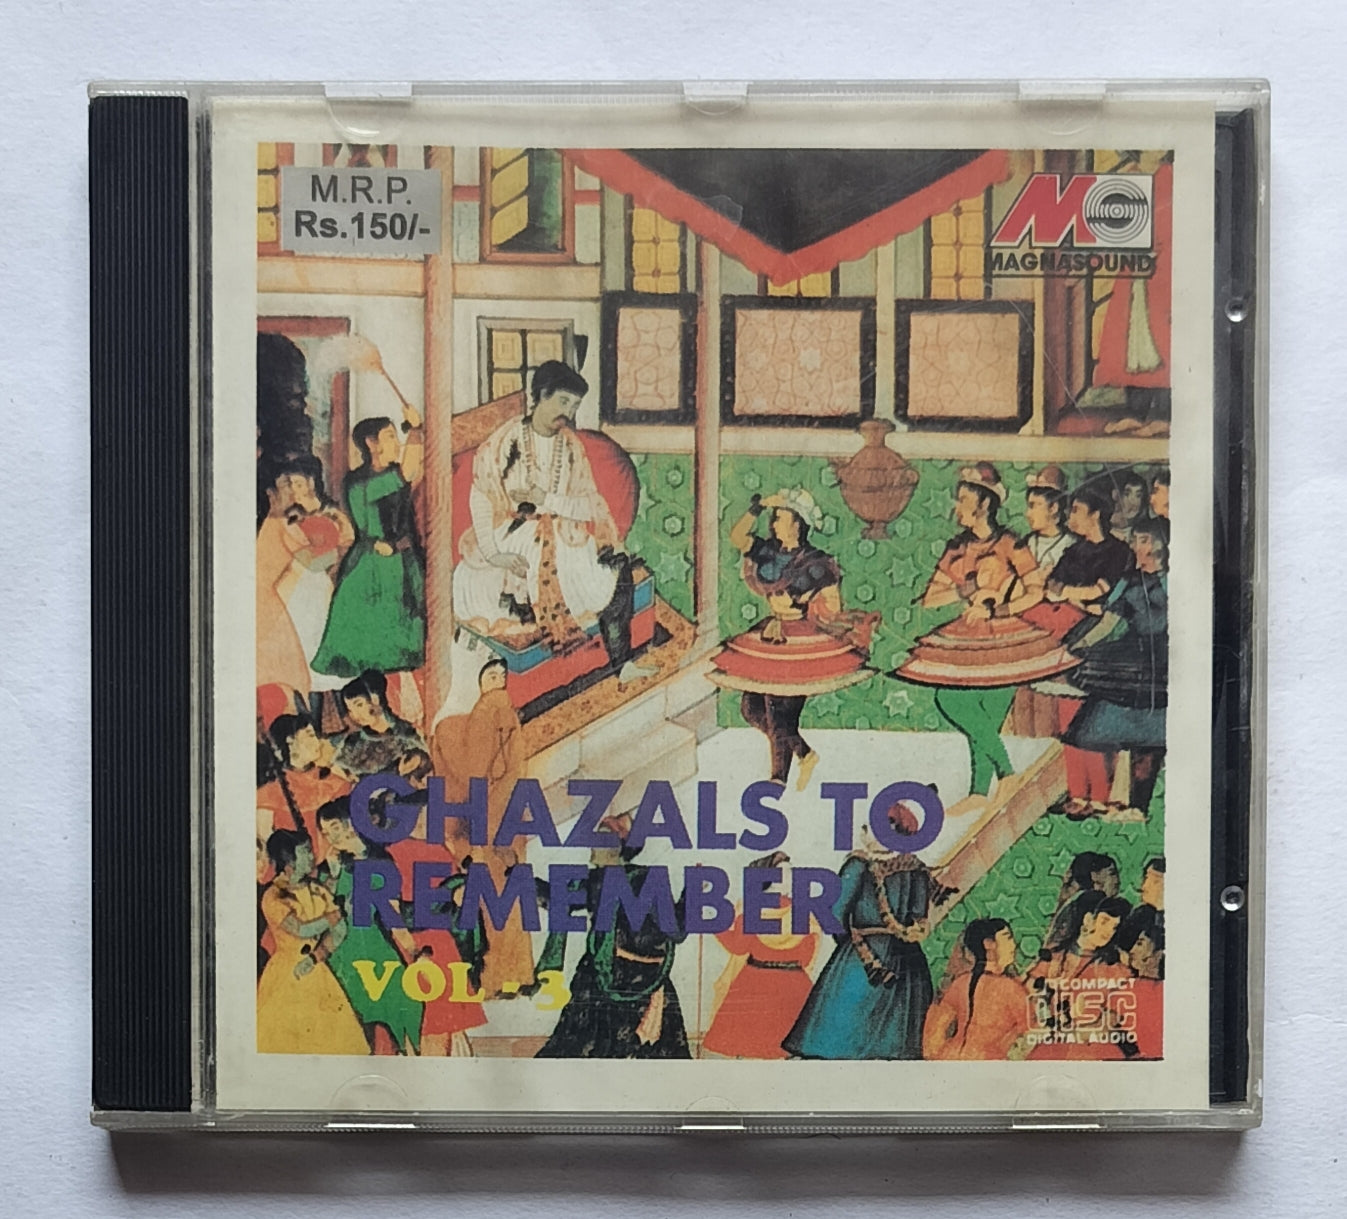 M.R.P.
Rs.150/-
MAGNASOUND
GHAZALS TO
REMEMBER
VOL - 3
COMPACT
DISC
DIGITAL AUDIO